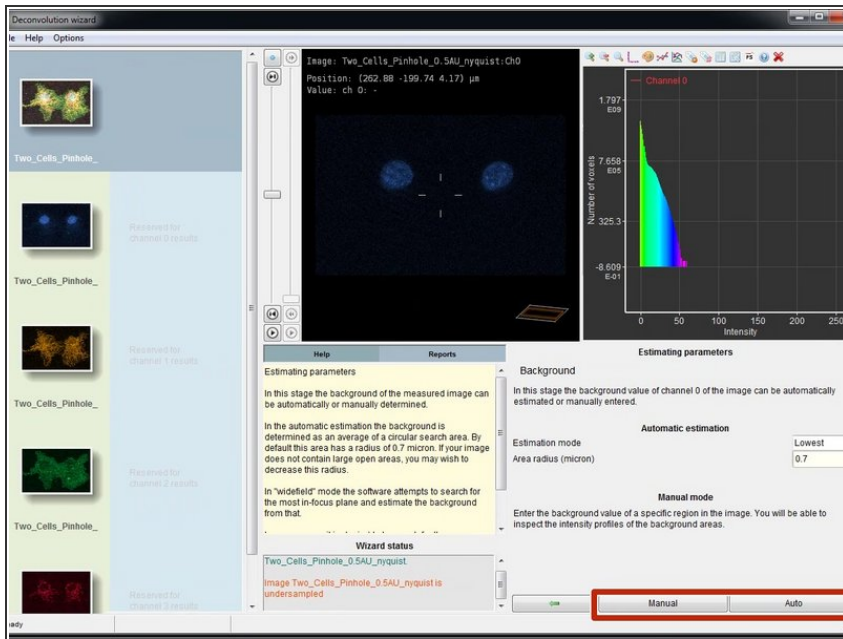 Deconvolution wizard
Help Options
Two_Cells_Pinhole_
Two_Cells_Pinhole_
Reserved for
channel 0 results
Two_Cells_Pinhole_
Reserved for
channel 1 results
Two_Cells_Pinhole_
Reserved for
channel 2 results
Reserved for
channel 3 results
Image: Two_Cells_Pinhole_0.5AU_nyquist:Ch0
Position: (262.88 -199.74 4.17) µm
Value: ch 0: -
FS
Channel 0
1.797
E09
7.658
E05
325.3
-8.609
E-01
Number of voxels
0 50 100 150 200 250
Intensity
Help Reports
Estimating parameters
In this stage the background of the measured image can
be automatically or manually determined.
In the automatic estimation the background is
determined as an average of a circular search area. By
default this area has a radius of 0.7 micron. If your image
does not contain large open areas, you may wish to
decrease this radius.
In "widefield" mode the software attempts to search for
the most in-focus plane and estimate the background
from that.
Wizard status
Two_Cells_Pinhole_0.5AU_nyquist.
Image Two_Cells_Pinhole_0.5AU_nyquist is
undersampled
Estimating parameters
Background
In this stage the background value of channel 0 of the image can be automatically
estimated or manually entered.
Automatic estimation
Estimation mode Lowest
Area radius (micron) 0.7
Manual mode
Enter the background value of a specific region in the image. You will be able to
inspect the intensity profiles of the background areas.
Manual Auto